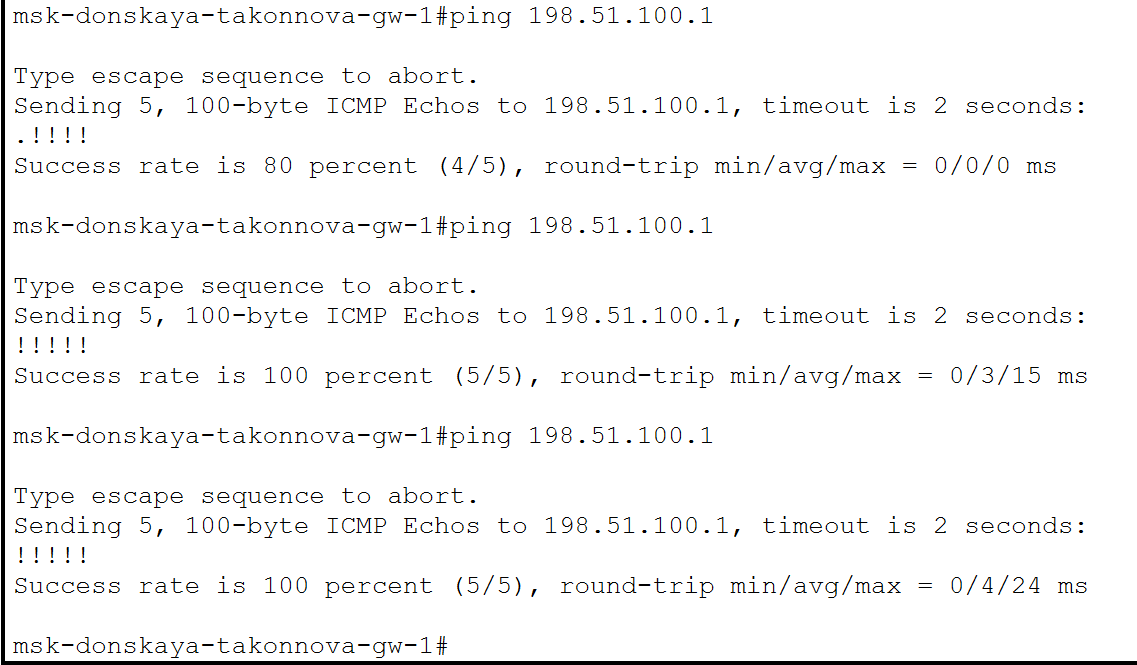 msk-donskaya-takonnova-gw-1#ping 198.51.100.1
Type escape sequence to abort.
Sending 5, 100-byte ICMP Echos to 198.51.100.1, timeout is 2 seconds:
.!!!!
Success rate is 80 percent (4/5), round-trip min/avg/max = 0/0/0 ms
msk-donskaya-takonnova-gw-1#ping 198.51.100.1
Type escape sequence to abort.
Sending 5, 100-byte ICMP Echos to 198.51.100.1, timeout is 2 seconds:
!!!!!
Success rate is 100 percent (5/5), round-trip min/avg/max = 0/3/15 ms
msk-donskaya-takonnova-gw-1#ping 198.51.100.1
Type escape sequence to abort.
Sending 5, 100-byte ICMP Echos to 198.51.100.1, timeout is 2 seconds:
!!!!!
Success rate is 100 percent (5/5), round-trip min/avg/max = 0/4/24 ms
msk-donskaya-takonnova-gw-1#